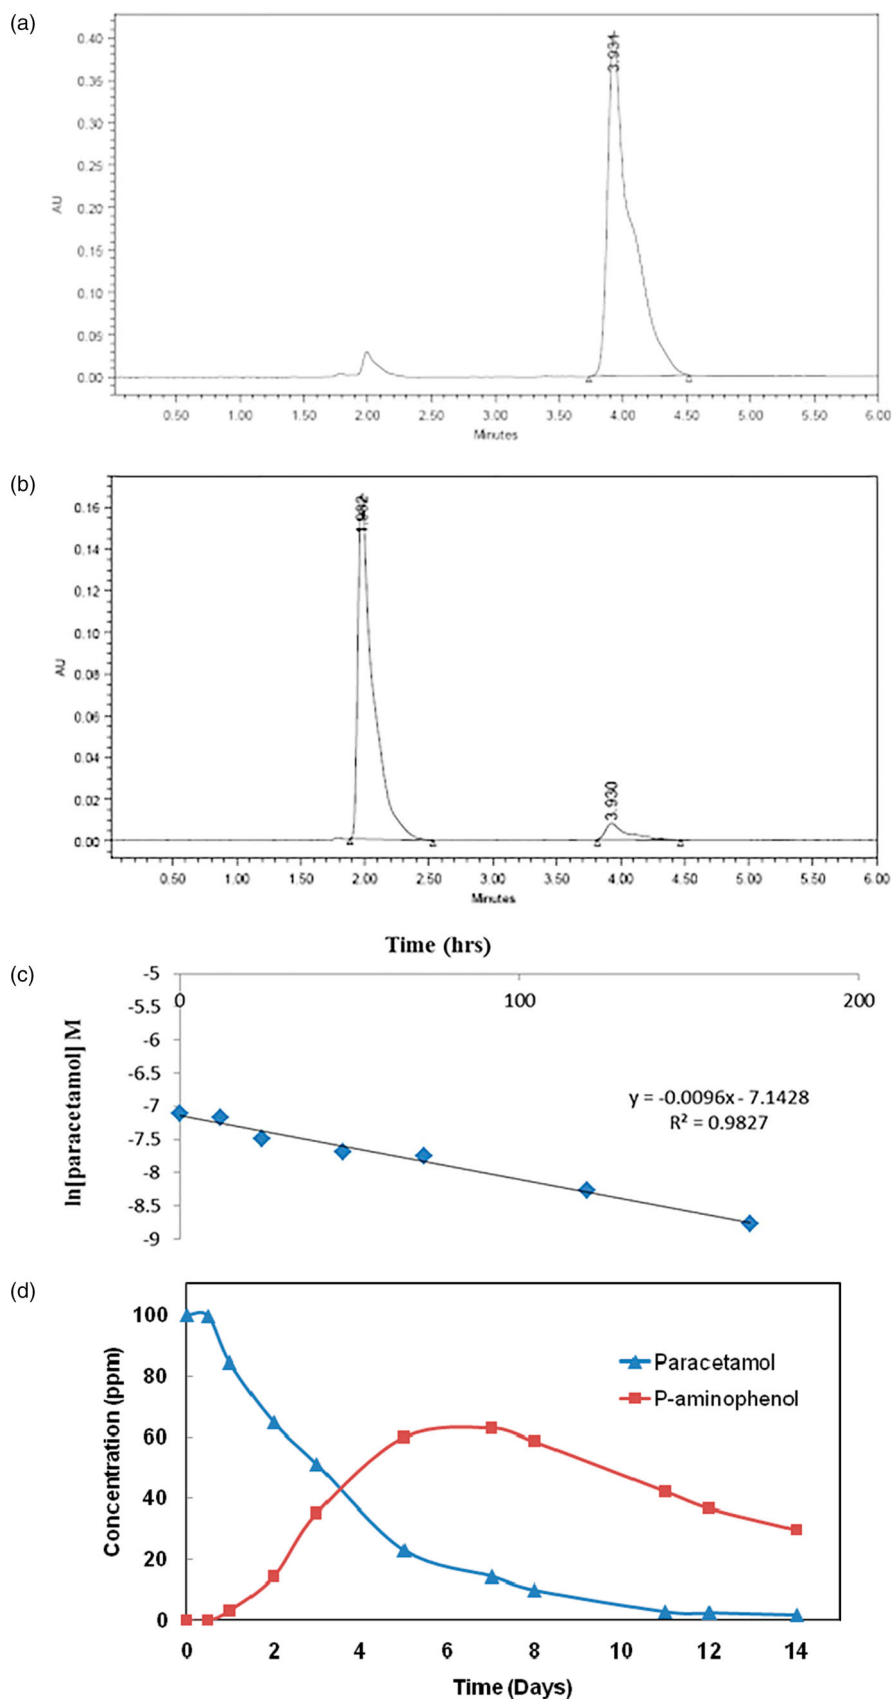 (a)
0.40
0.35
0.30
0.25
0.20
0.15
0.10
0.05
0.00
AU
3.931
0.50 1.00 1.50 2.00 2.50 3.00 3.50 4.00 4.50 5.00 5.50 6.00
Minutes
(b)
0.16
0.14
0.12
0.10
0.08
0.06
0.04
0.02
0.00
AU
1.982
3.930
0.50 1.00 1.50 2.00 2.50 3.00 3.50 4.00 4.50 5.00 5.50 6.00
Minutes
Time (hrs)
(c)
0 100 200
-5
-5.5
-6
-6.5
-7
-7.5
-8
-8.5
-9
ln[paracetamol] M
y = -0.0096x - 7.1428
R² = 0.9827
(d)
100
80
60
40
20
0
Concentration (ppm)
Paracetamol
P-aminophenol
0 2 4 6 8 10 12 14
Time (Days)